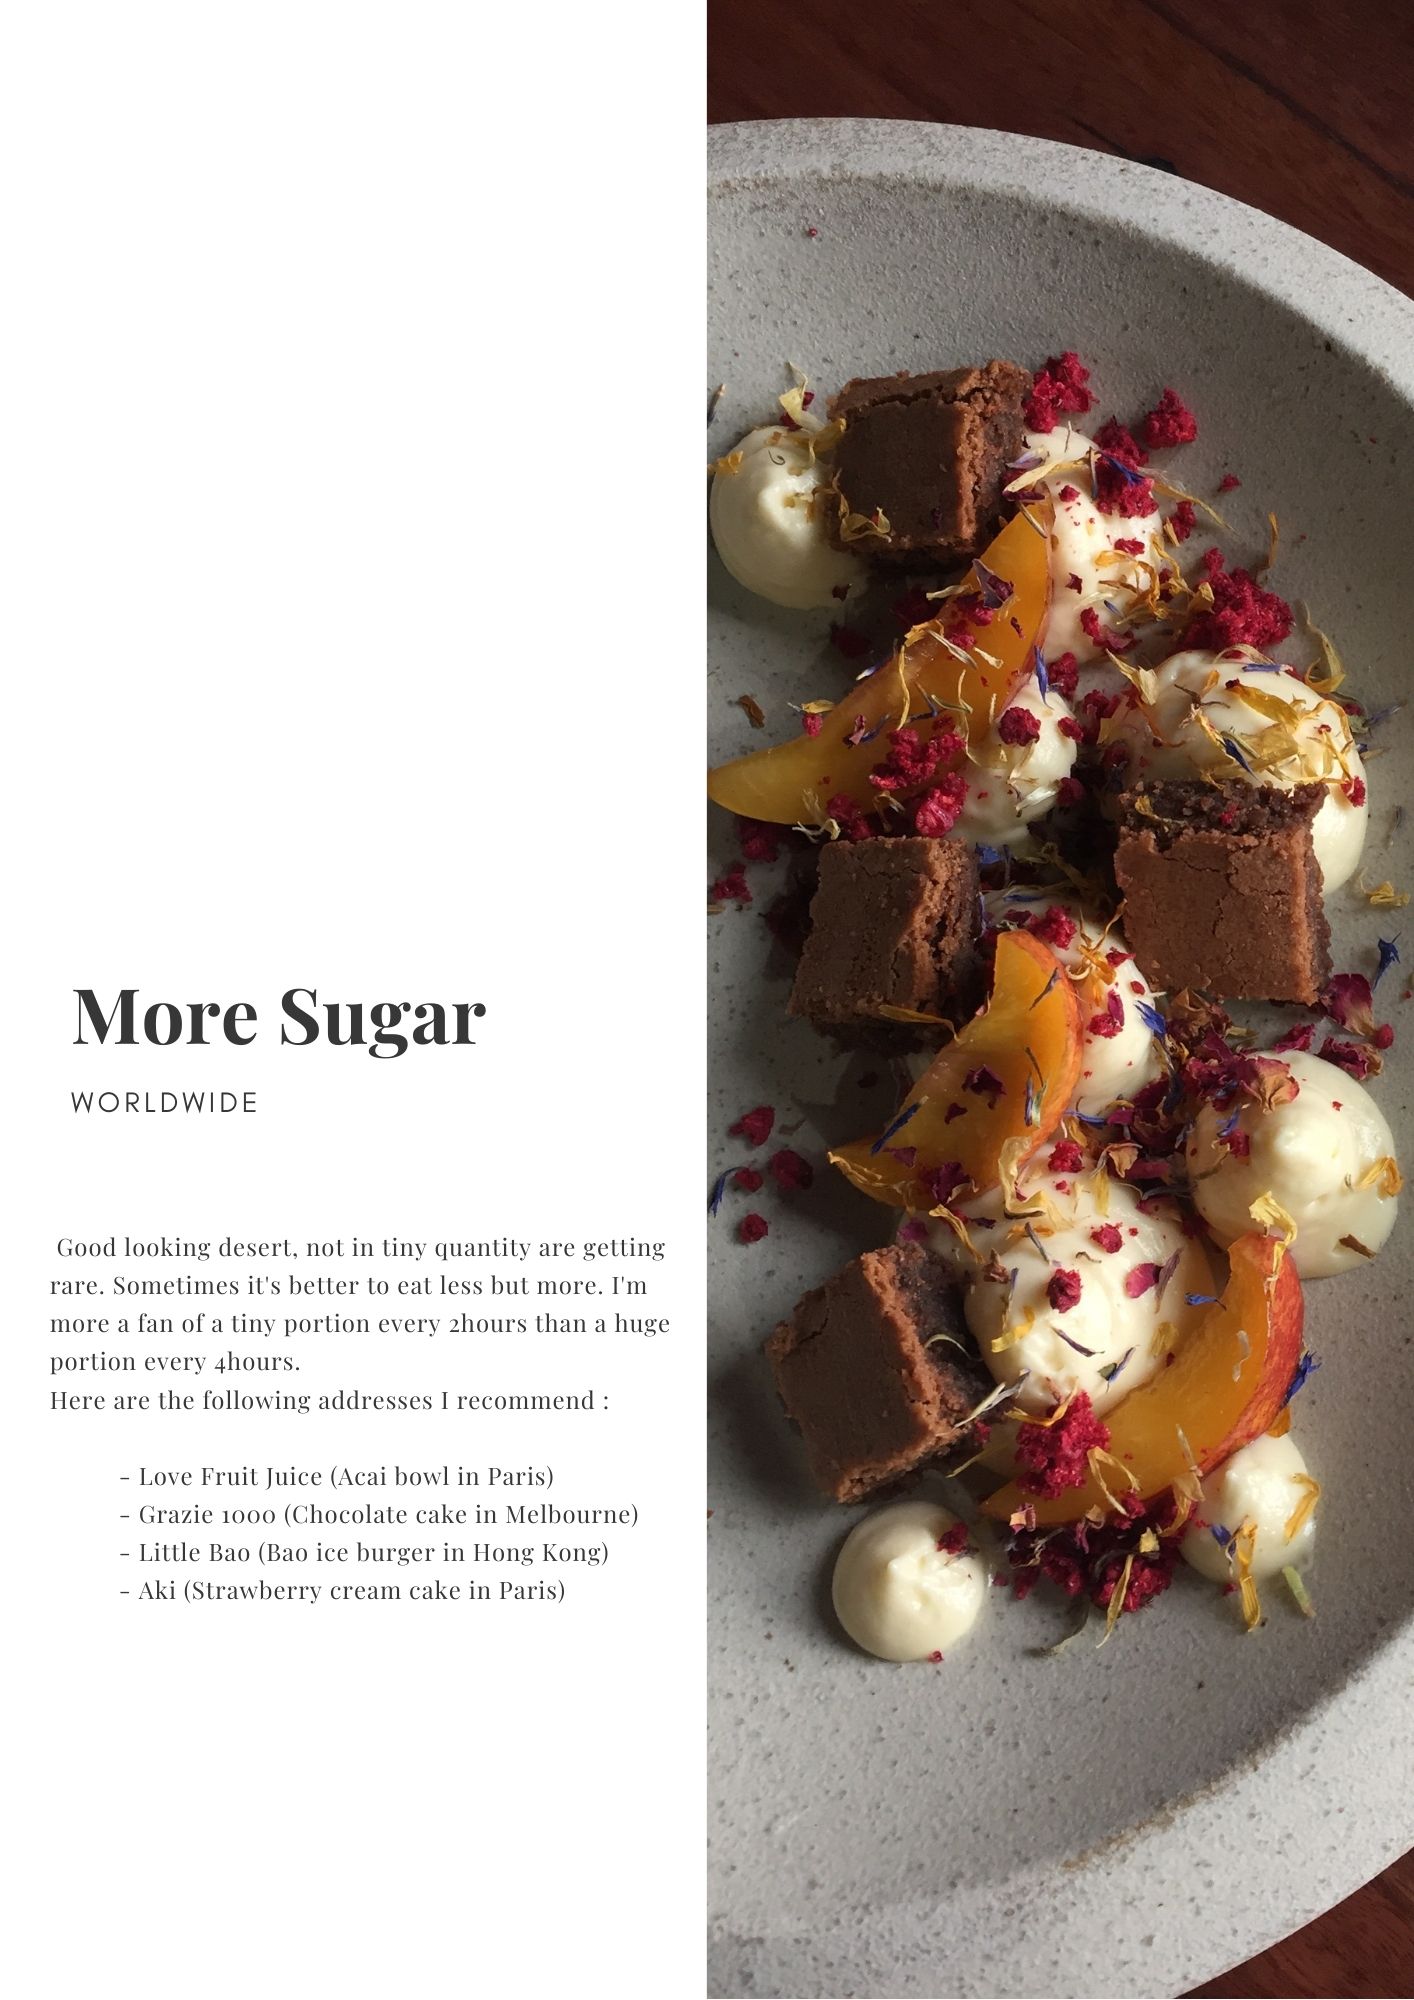 More Sugar
WORLDWIDE
Good looking desert, not in tiny quantity are getting
rare. Sometimes it's better to eat less but more. I'm
more a fan of a tiny portion every 2hours than a huge
portion every 4hours.
Here are the following addresses I recommend :
- Love Fruit Juice (Acai bowl in Paris)
- Grazie 1000 (Chocolate cake in Melbourne)
- Little Bao (Bao ice burger in Hong Kong)
- Aki (Strawberry cream cake in Paris)